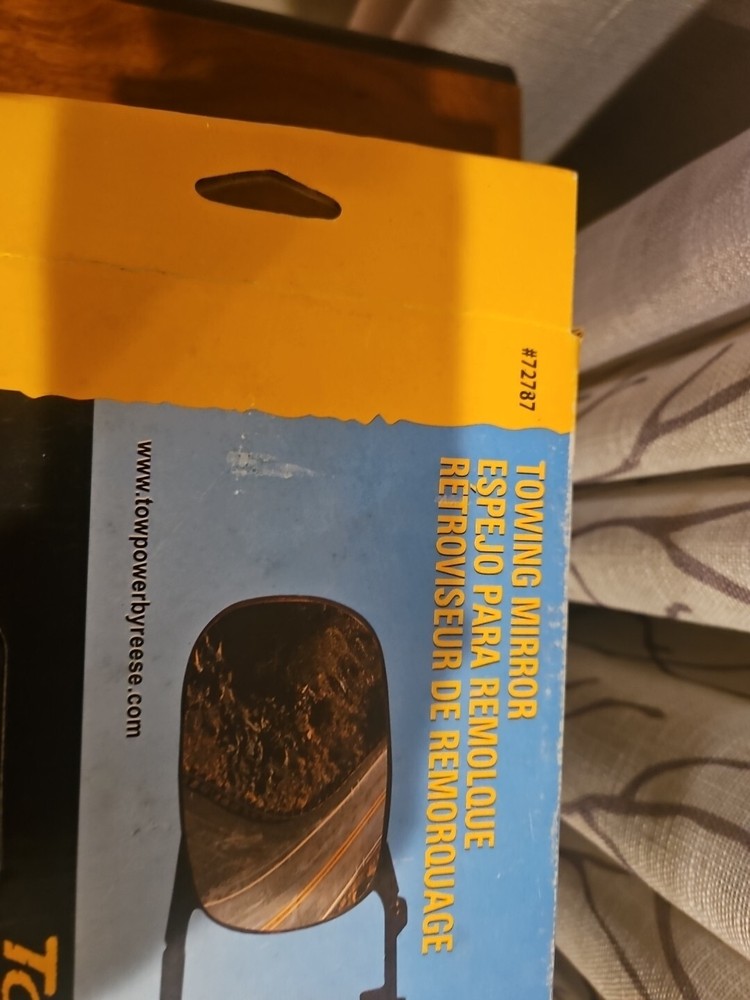 #72787
TOWING MIRROR
ESPEJO PARA REMOLQUE
RÉTROVISEUR DE REMORQUAGE
www.towpowerbyreese.com